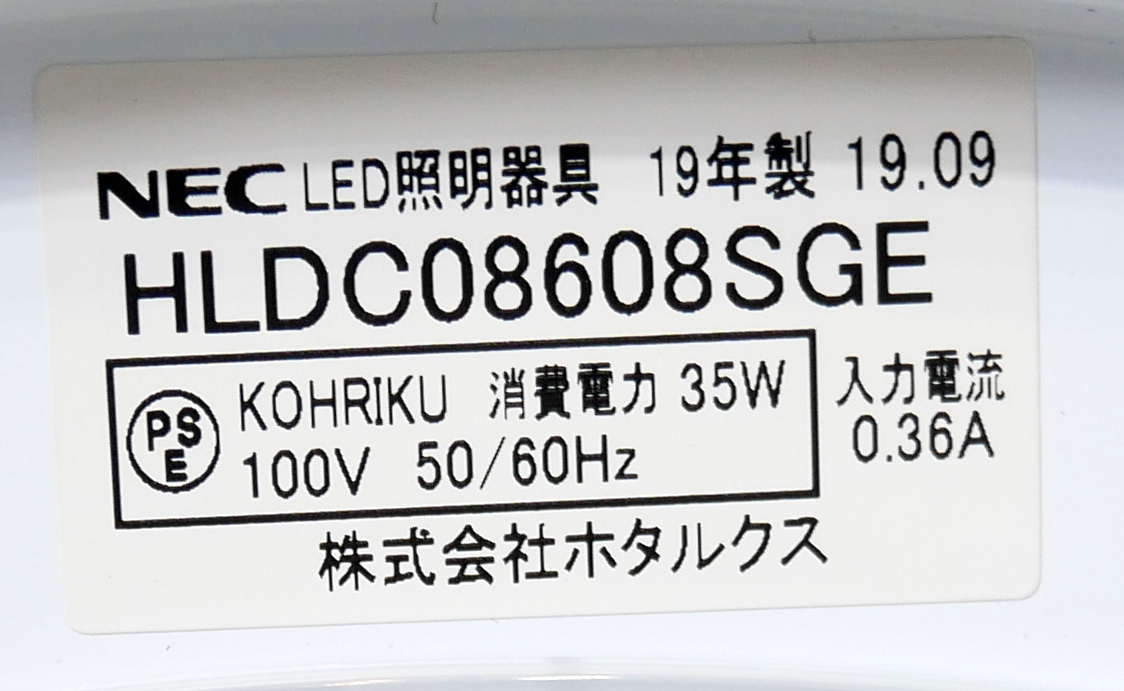 NEC LED照明器具 19年製 19.09
HLDC08608SGE
PSE KOHRIKU 消費電力 35W
100V 50/60Hz
入力電流
0.36A
株式会社ホタルクス